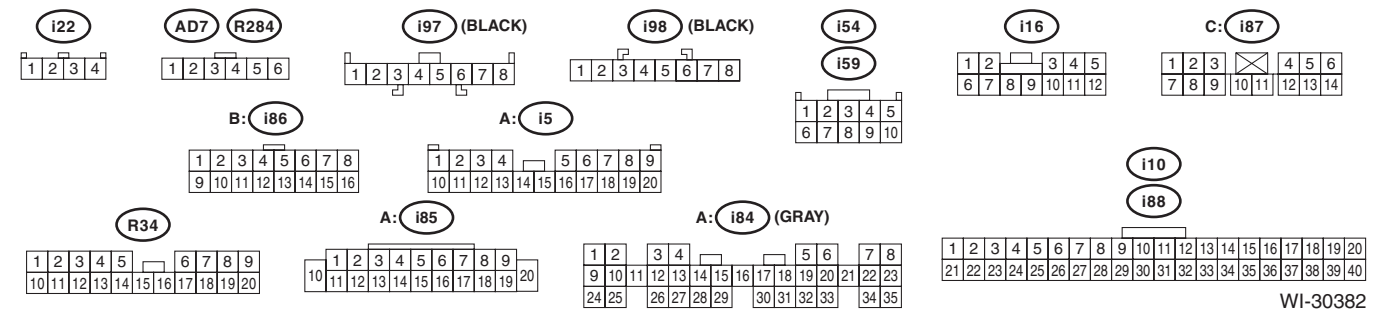 i22
1 2 3 4
AD7 R284
1 2 3 4 5 6
i97 (BLACK)
1 2 3 4 5 6 7 8
i98 (BLACK)
1 2 3 4 5 6 7 8
i54
i59
1 2 3 4 5
6 7 8 9 10
i16
1 2 3 4 5
6 7 8 9 10 11 12
C: i87
1 2 3 4 5 6
7 8 9 10 11 12 13 14
B: i86
1 2 3 4 5 6 7 8
9 10 11 12 13 14 15 16
A: i5
1 2 3 4 5 6 7 8 9
10 11 12 13 14 15 16 17 18 19 20
R34
1 2 3 4 5 6 7 8 9
10 11 12 13 14 15 16 17 18 19 20
A: i85
1 2 3 4 5 6 7 8 9
10 11 12 13 14 15 16 17 18 19 20
A: i84 (GRAY)
1 2 3 4 5 6 7 8
9 10 11 12 13 14 15 16 17 18 19 20 21 22 23
24 25 26 27 28 29 30 31 32 33 34 35
i10
i88
1 2 3 4 5 6 7 8 9 10 11 12 13 14 15 16 17 18 19 20
21 22 23 24 25 26 27 28 29 30 31 32 33 34 35 36 37 38 39 40
WI-30382